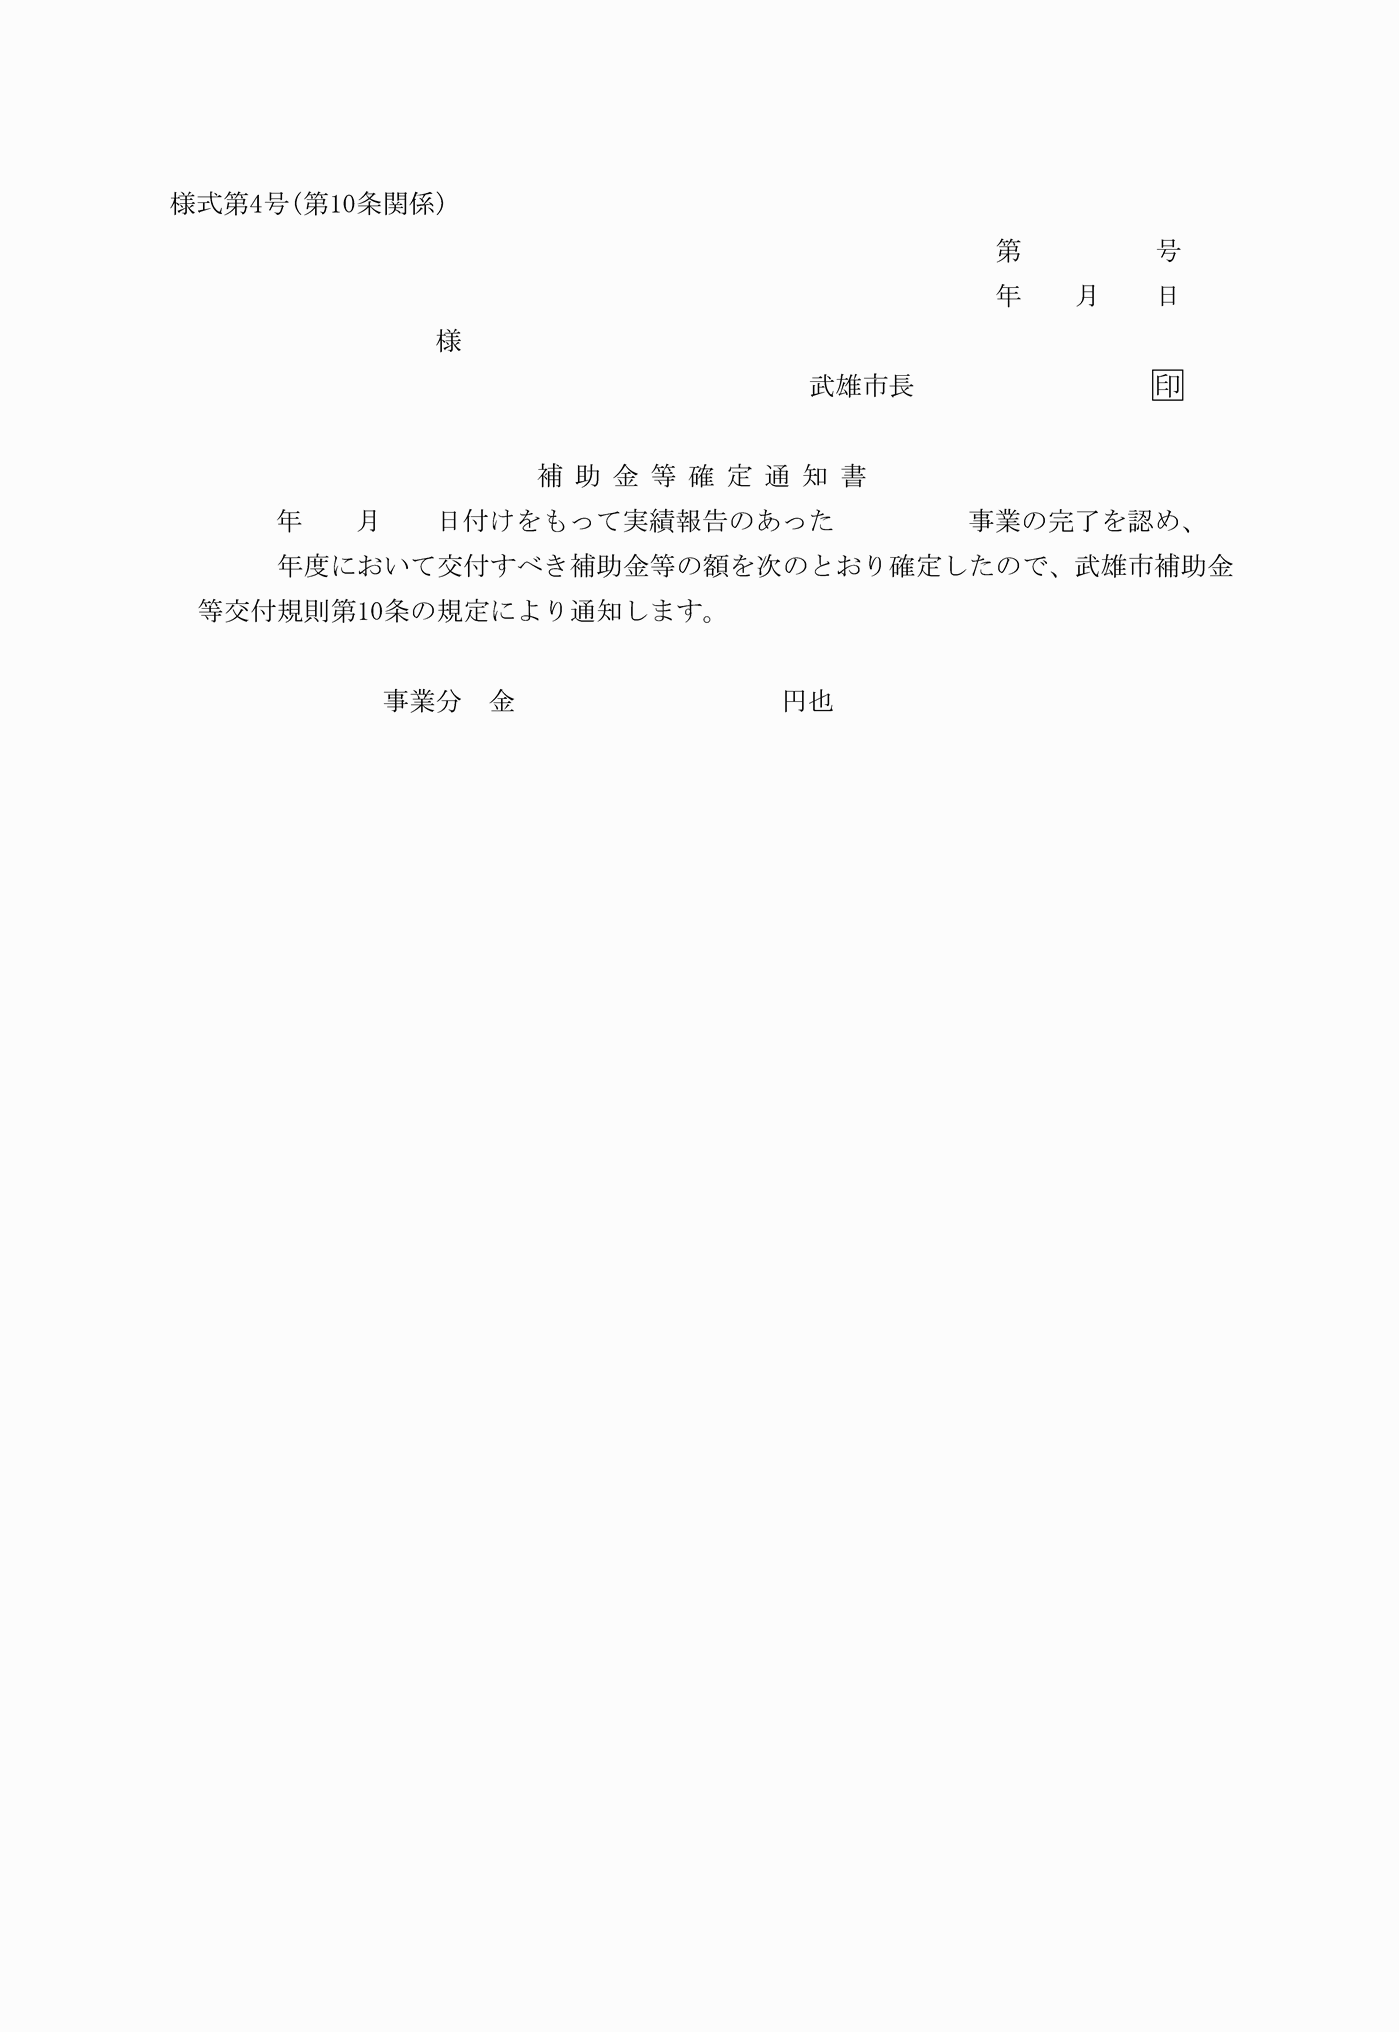 様式第4号(第10条関係)
第　　　　　号
年　　月　　日
様
武雄市長　　　　　　　　　印
補助金等確定通知書
年　　月　　日付けをもって実績報告のあった　　　　　事業の完了を認め、
年度において交付すべき補助金等の額を次のとおり確定したので、武雄市補助金
等交付規則第10条の規定により通知します。
事業分　金　　　　　　　　　　円也